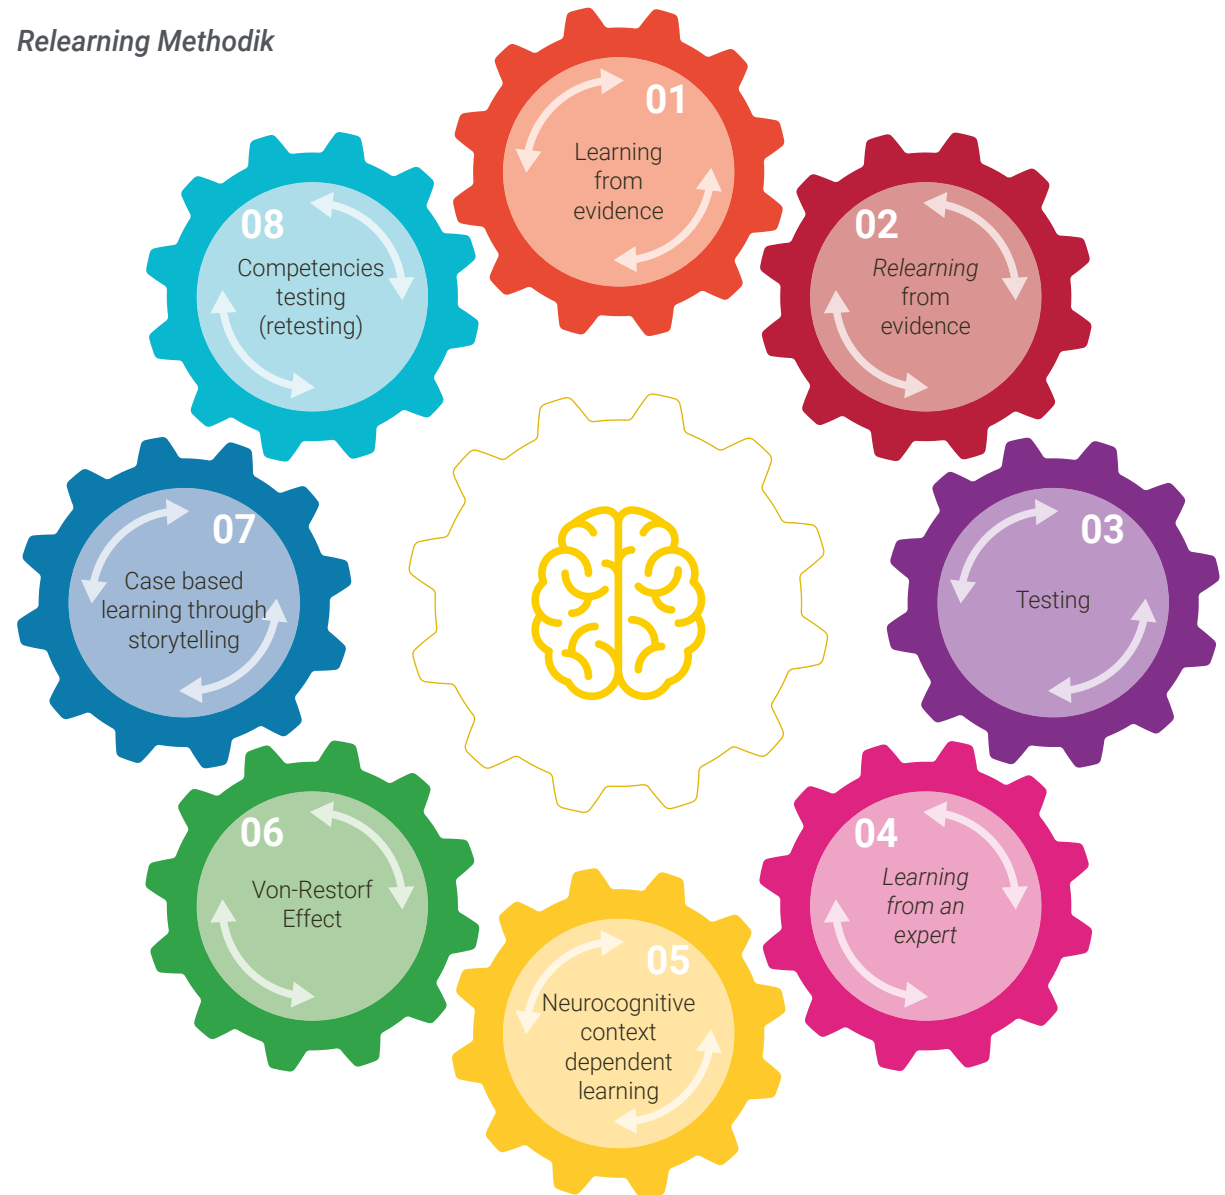 Relearning Methodik
01
Learning
from
evidence
02
Relearning
from
evidence
03
Testing
04
Learning
from an
expert
05
Neurocognitive
context
dependent
learning
06
Von-Restorf
Effect
07
Case based
learning through
storytelling
08
Competencies
testing
(retesting)